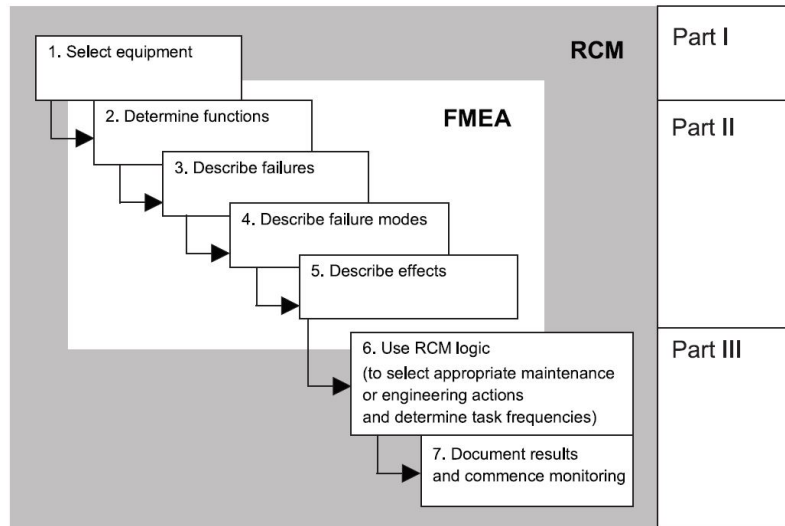 RCM
Part I
1. Select equipment
FMEA
Part II
2. Determine functions
3. Describe failures
4. Describe failure modes
5. Describe effects
Part III
6. Use RCM logic
(to select appropriate maintenance
or engineering actions
and determine task frequencies)
7. Document results
and commence monitoring